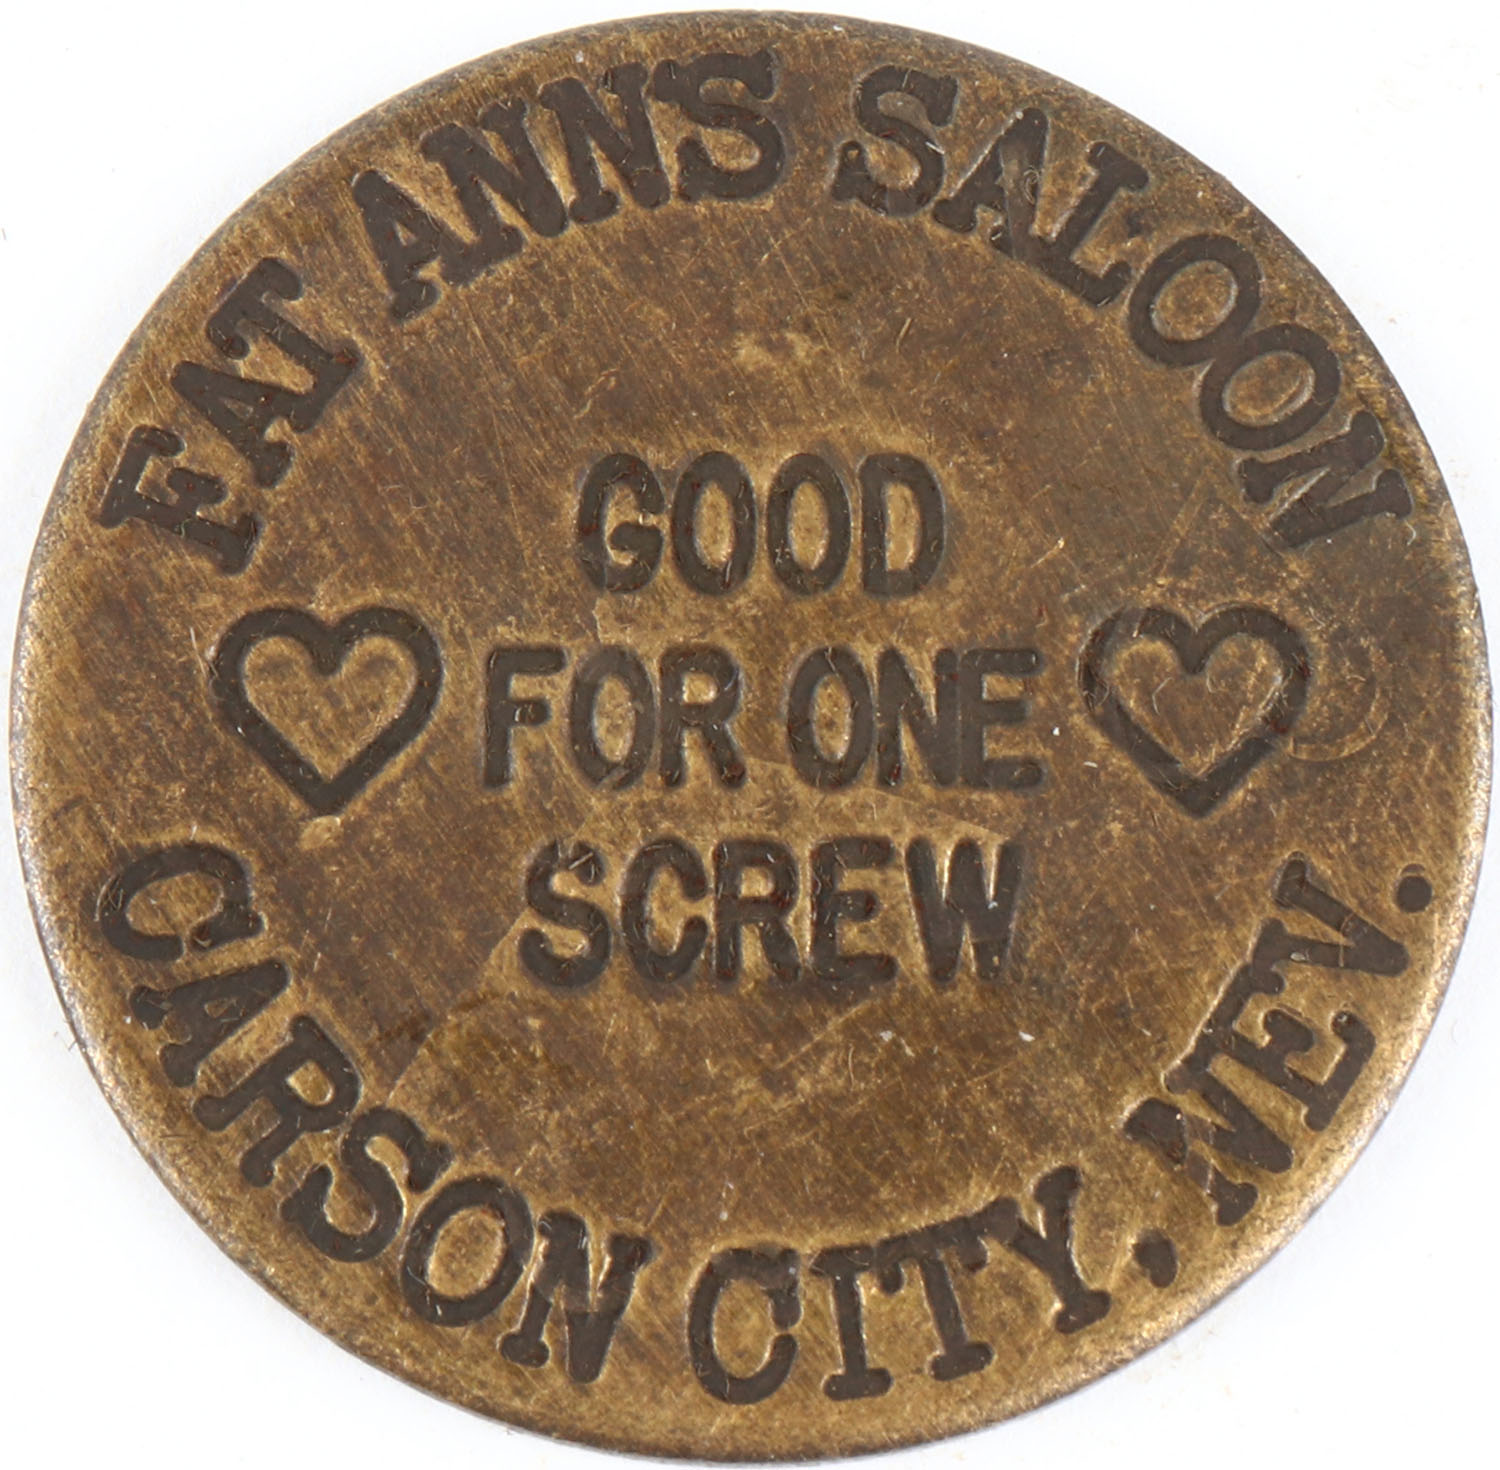 FAT ANNS SALOON
GOOD
FOR ONE
SCREW
CARSON CITY, NEV.